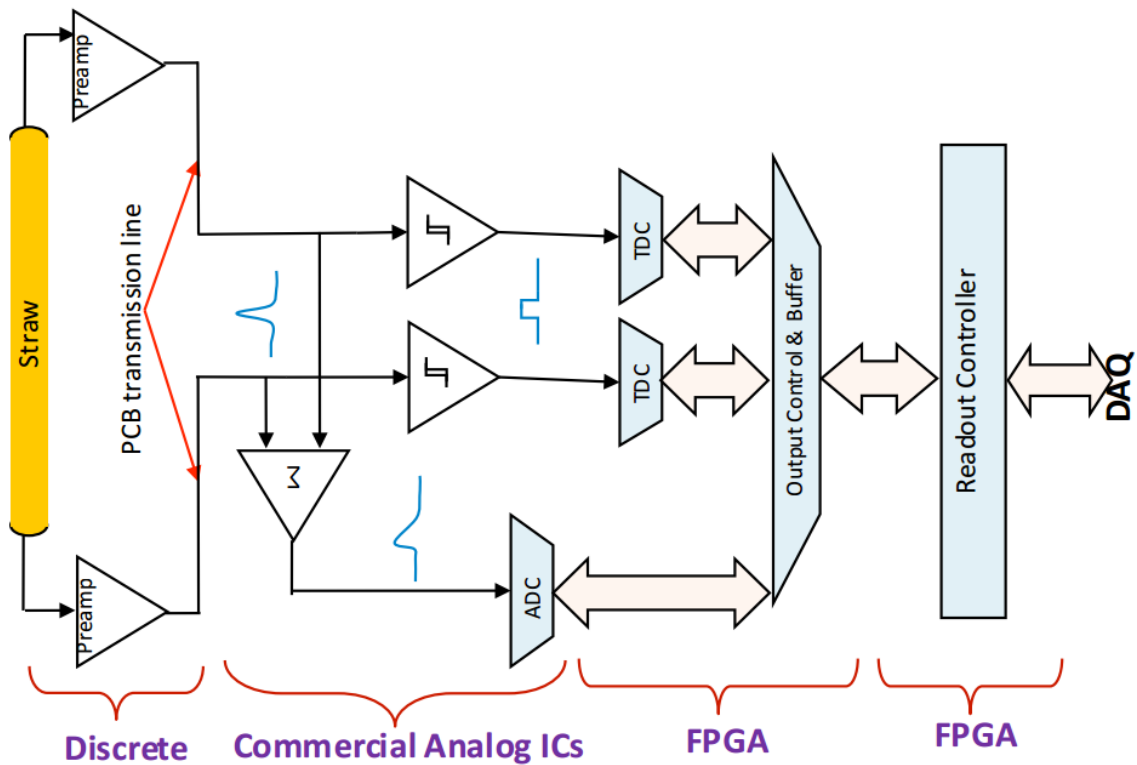 Preamp
Straw
PCB transmission line
Preamp
Σ
TDC
TDC
ADC
Output Control & Buffer
Readout Controller
DAQ
Discrete
Commercial Analog ICs
FPGA
FPGA